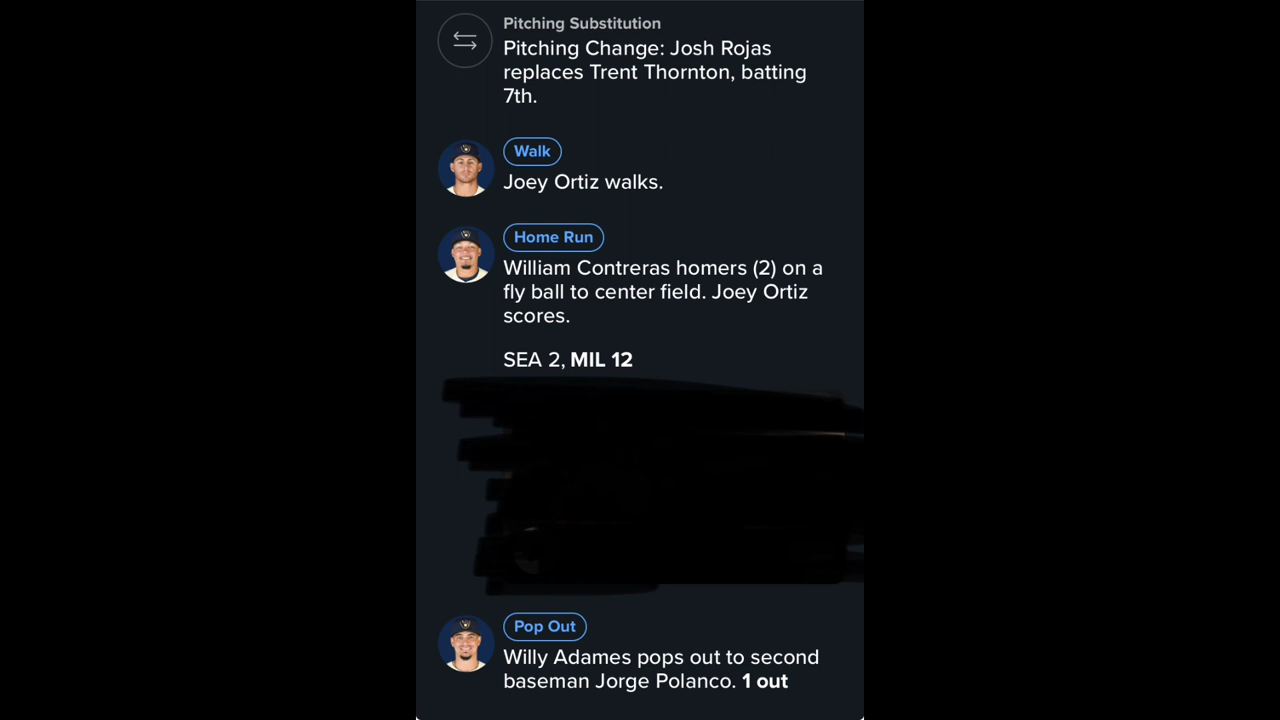 Pitching Substitution
Pitching Change: Josh Rojas
replaces Trent Thornton, batting
7th.
Walk
Joey Ortiz walks.
Home Run
William Contreras homers (2) on a
fly ball to center field. Joey Ortiz
scores.
SEA 2, MIL 12
Pop Out
Willy Adames pops out to second
baseman Jorge Polanco. 1 out